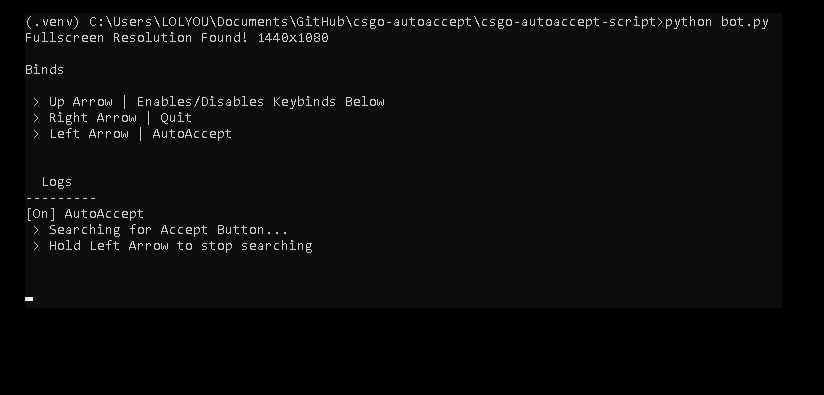 (.venv) C:\Users\LOLYOU\Documents\GitHub\csgo-autoaccept\csgo-autoaccept-script>python bot.py
Fullscreen Resolution Found! 1440x1080
Binds
> Up Arrow | Enables/Disables Keybinds Below
> Right Arrow | Quit
> Left Arrow | AutoAccept
Logs
---------
[On] AutoAccept
> Searching for Accept Button...
> Hold Left Arrow to stop searching